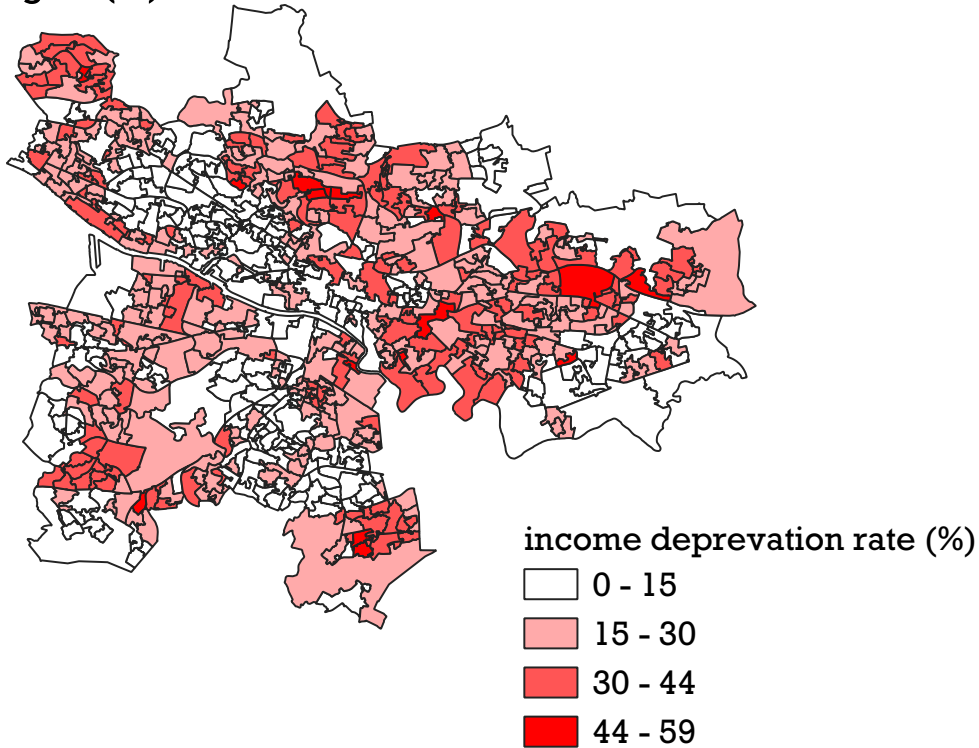 income deprevation rate (%)
0 - 15
15 - 30
30 - 44
44 - 59